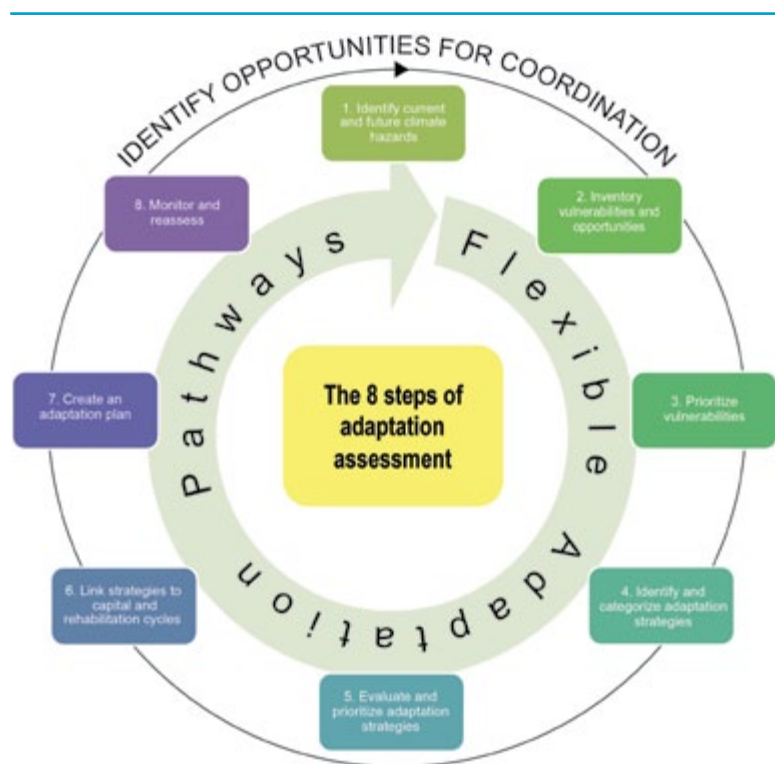 IDENTIFY OPPORTUNITIES FOR COORDINATION
1. Identify current
and future climate
hazards
2. Inventory
vulnerabilities and
opportunities
3. Prioritize
vulnerabilities
4. Identify and
categorize adaptation
strategies
5. Evaluate and
prioritize adaptation
strategies
6. Link strategies to
capital and
rehabilitation cycles
7. Create an
adaptation plan
8. Monitor and
reassess
Flexible Adaptation Pathways
The 8 steps of
adaptation
assessment